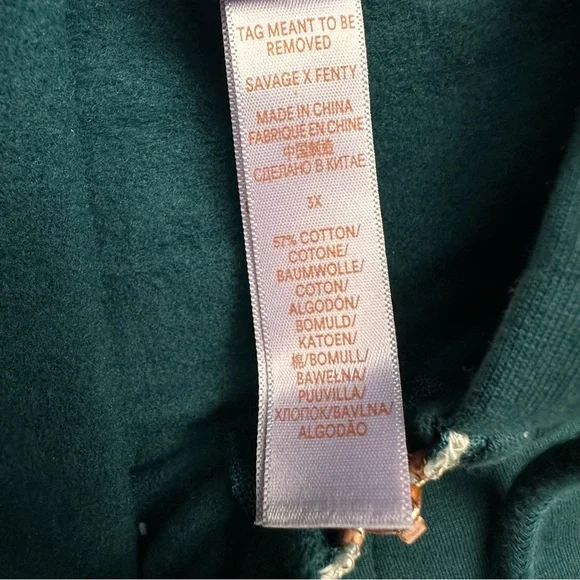 TAG MEANT TO BE
REMOVED
SAVAGE X FENTY
MADE IN CHINA
FABRIQUE EN CHINE
中国制造
СДЕЛАНО В КИТАЕ
3X
57% COTTON/
COTONE/
BAUMWOLLE/
COTON/
ALGODÓN/
BOMULD/
KATOEN/
棉/BOMULL/
BAWEŁNA/
PUUVILLA/
ХЛОПОК/BAVLNA/
ALGODÃO